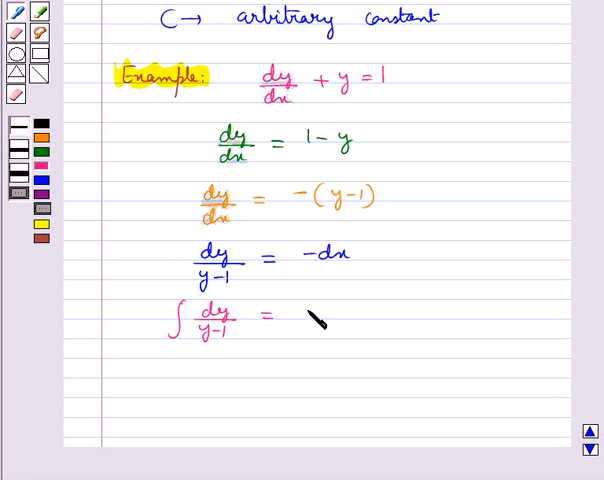 C → arbitrary constant
Example: dy/dx + y = 1
dy/dx = 1 - y
dy/dx = -(y-1)
dy/y-1 = -dx
∫ dy/y-1 =